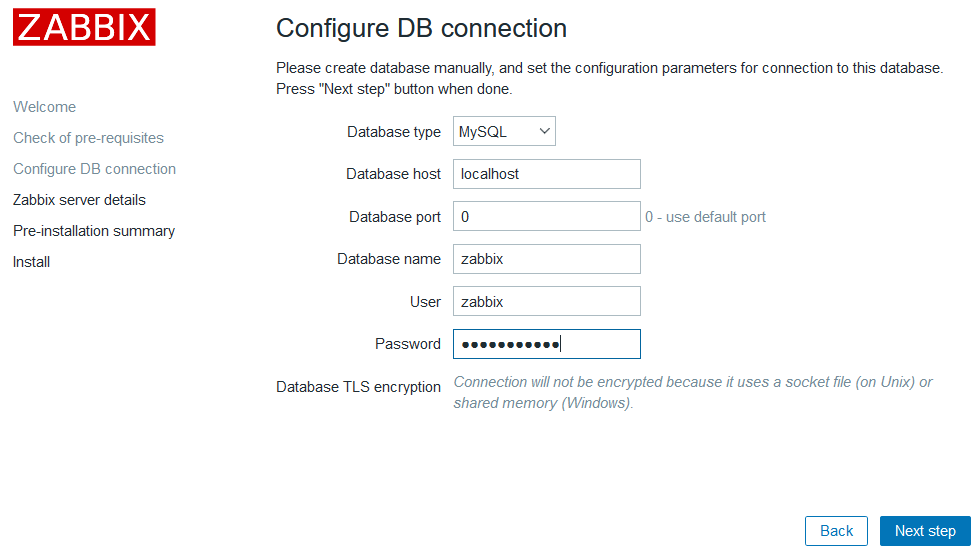 ZABBIX
Welcome
Check of pre-requisites
Configure DB connection
Zabbix server details
Pre-installation summary
Install
Configure DB connection
Please create database manually, and set the configuration parameters for connection to this database.
Press "Next step" button when done.
Database type MySQL
Database host localhost
Database port 0 0 - use default port
Database name zabbix
User zabbix
Password ●●●●●●●●●●●
Database TLS encryption Connection will not be encrypted because it uses a socket file (on Unix) or
shared memory (Windows).
Back Next step